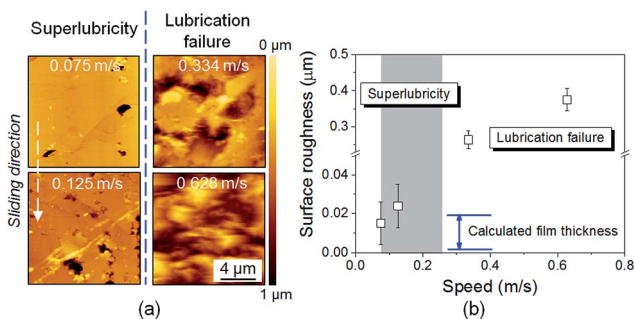 Superlubricity
Lubrication
failure
(a)
0.075 m/s
0.334 m/s
0.125 m/s
0.628 m/s
Sliding direction
4 μm
0 μm
1 μm
(a)
0.5
0.4
0.3
0.04
0.02
0.00
Surface roughness (μm)
Superlubricity
Lubrication failure
Calculated film thickness
0.0
0.2
0.4
0.6
0.8
Speed (m/s)
(b)